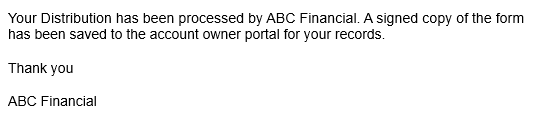 Your Distribution has been processed by ABC Financial. A signed copy of the form
has been saved to the account owner portal for your records.
Thank you
ABC Financial